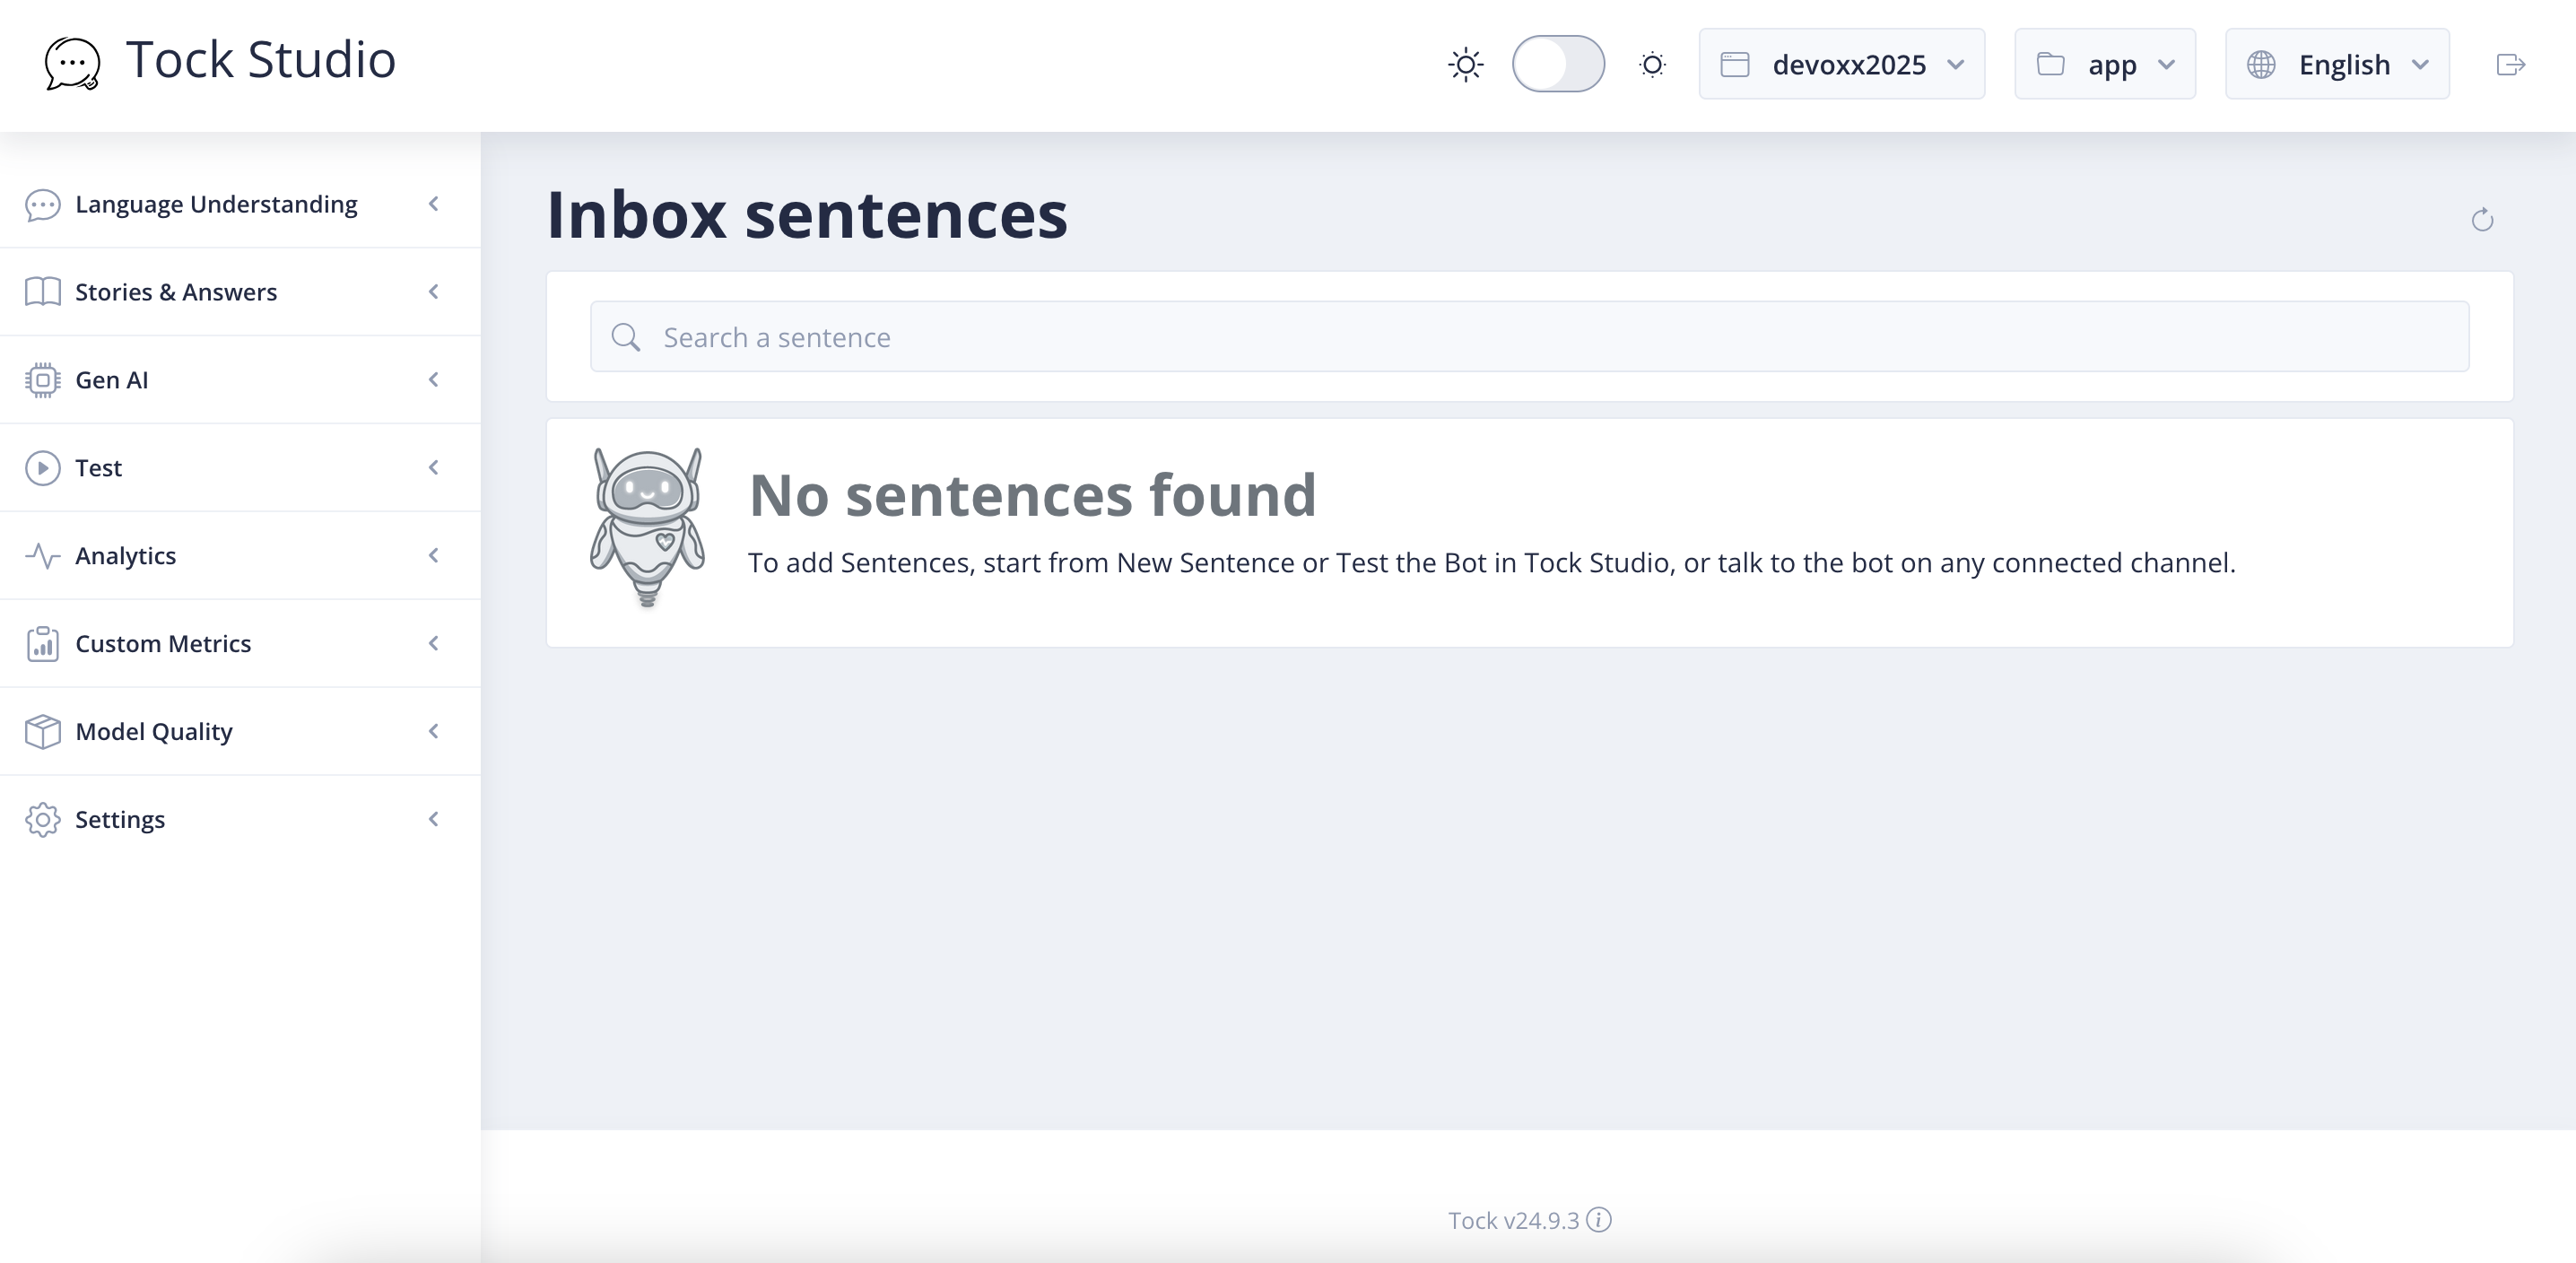 Tock Studio
devoxx2025
app
English
Language Understanding
Stories & Answers
Gen AI
Test
Analytics
Custom Metrics
Model Quality
Settings
Inbox sentences
Search a sentence
No sentences found
To add Sentences, start from New Sentence or Test the Bot in Tock Studio, or talk to the bot on any connected channel.
Tock v24.9.3